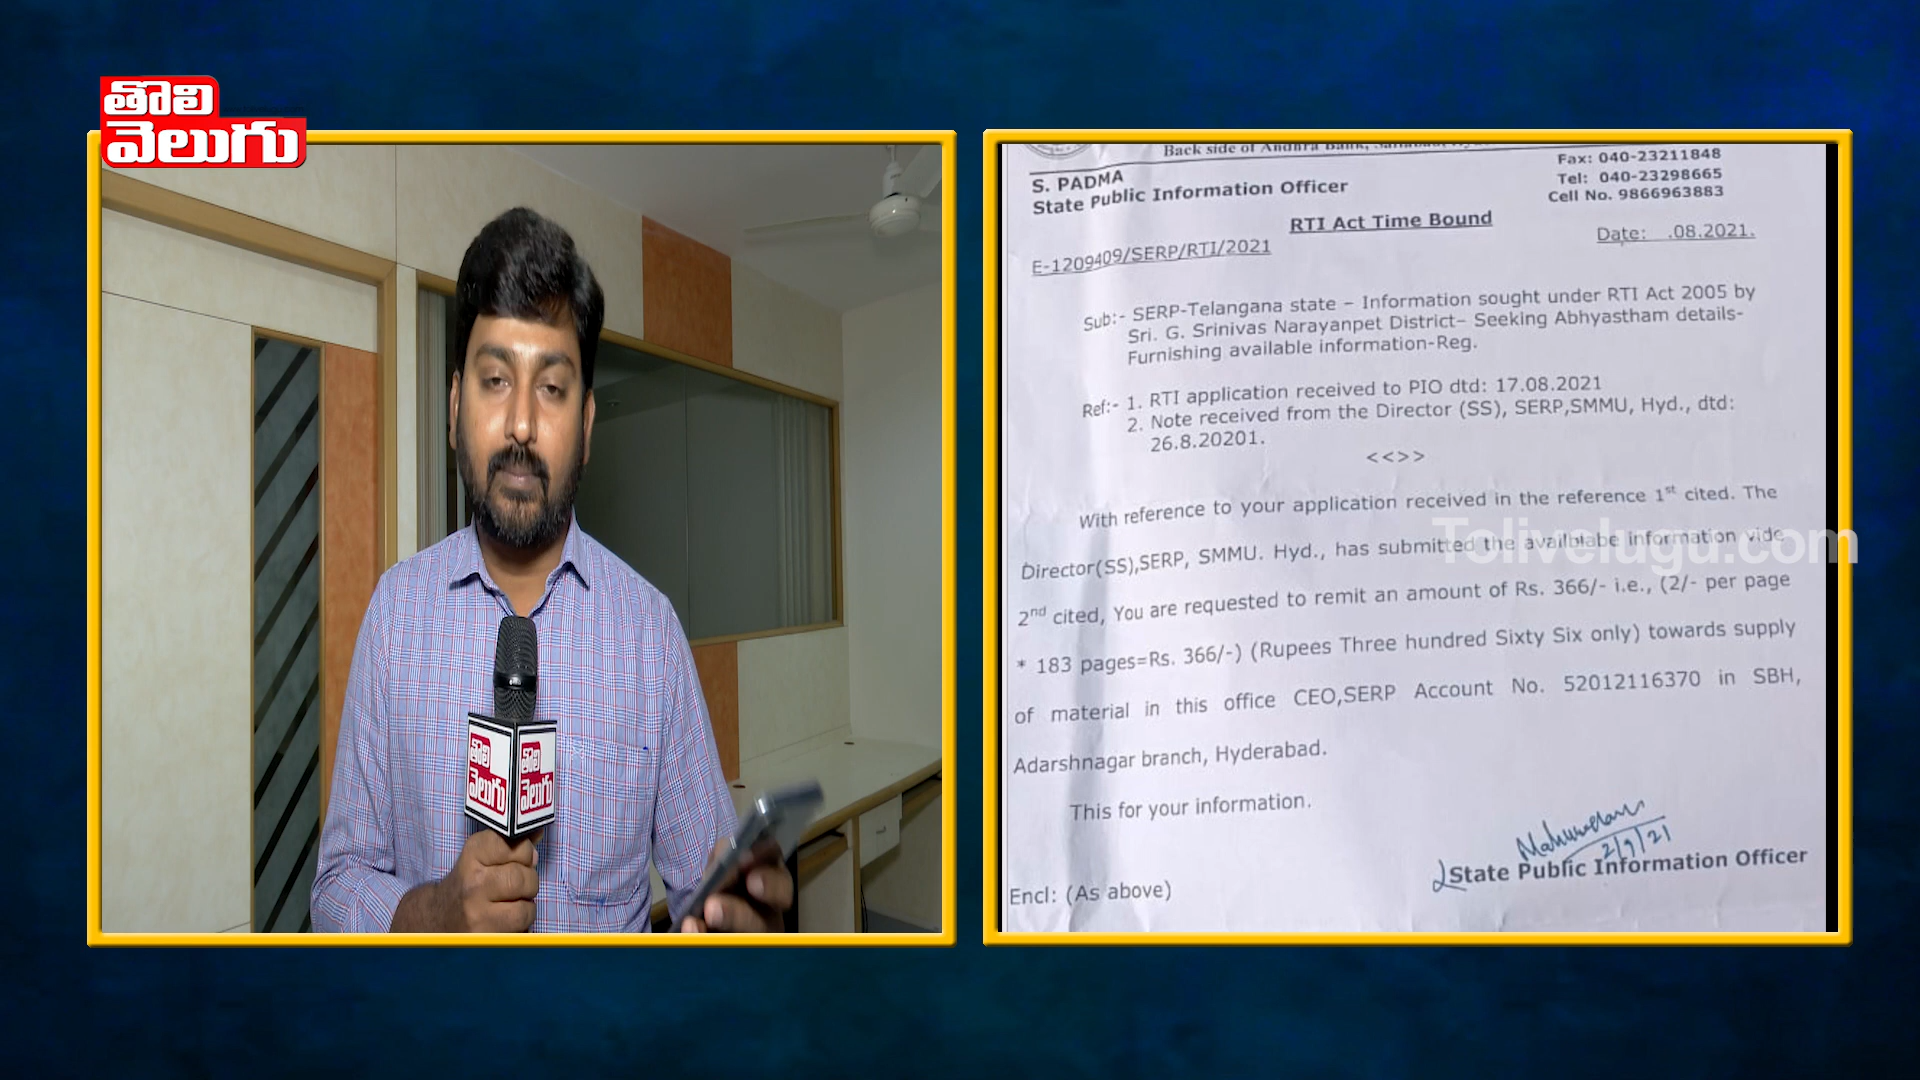 తొలి
వెలుగు
తొలి
వెలుగు
తొలి
వెలుగు
Back side of Andhra Bank,
S. PADMA
State Public Information Officer
Fax: 040-23211848
Tel: 040-23298665
Cell No. 9866963883
RTI Act Time Bound
E-1209409/SERP/RTI/2021
Date: .08.2021.
Sub:- SERP-Telangana state – Information sought under RTI Act 2005 by
Sri. G. Srinivas Narayanpet District– Seeking Abhyastham details-
Furnishing available information-Reg.
Ref:- 1. RTI application received to PIO dtd: 17.08.2021
2. Note received from the Director (SS), SERP,SMMU, Hyd., dtd:
26.8.20201.
<<>>
With reference to your application received in the reference 1st cited. The
Director(SS),SERP, SMMU. Hyd., has submitted the availblabe information vide
2nd cited, You are requested to remit an amount of Rs. 366/- i.e., (2/- per page
* 183 pages=Rs. 366/-) (Rupees Three hundred Sixty Six only) towards supply
of material in this office CEO,SERP Account No. 52012116370 in SBH,
Adarshnagar branch, Hyderabad.
This for your information.
2/9/21
State Public Information Officer
Encl: (As above)
Tolivelugu.com